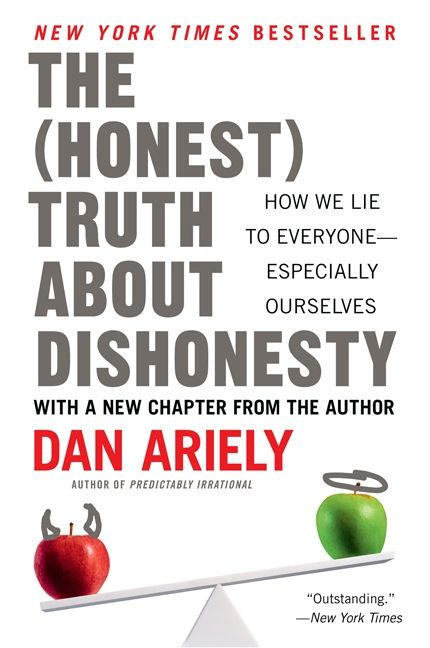 NEW YORK TIMES BESTSELLER
THE
(HONEST)
TRUTH
ABOUT
DISHONESTY
HOW WE LIE
TO EVERYONE—
ESPECIALLY
OURSELVES
WITH A NEW CHAPTER FROM THE AUTHOR
DAN ARIELY
AUTHOR OF PREDICTABLY IRRATIONAL
“Outstanding.”
—New York Times